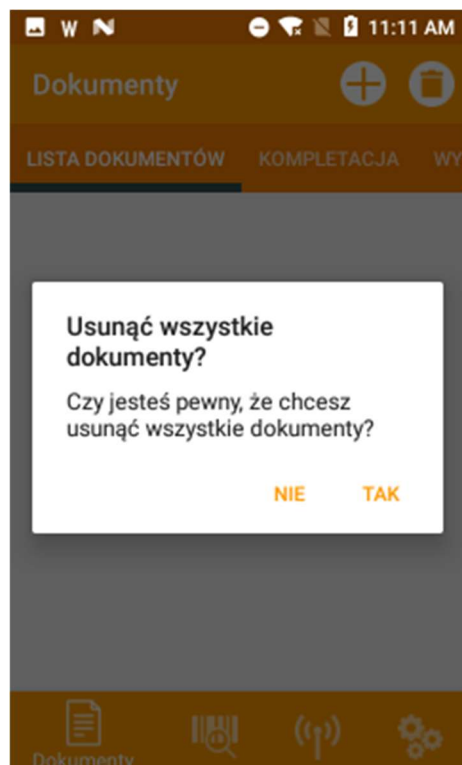 W N 11:11 AM
Dokumenty
LISTA DOKUMENTÓW KOMPLETACJA WY
Usunąć wszystkie
dokumenty?
Czy jesteś pewny, że chcesz
usunąć wszystkie dokumenty?
NIE TAK
Dokumenty